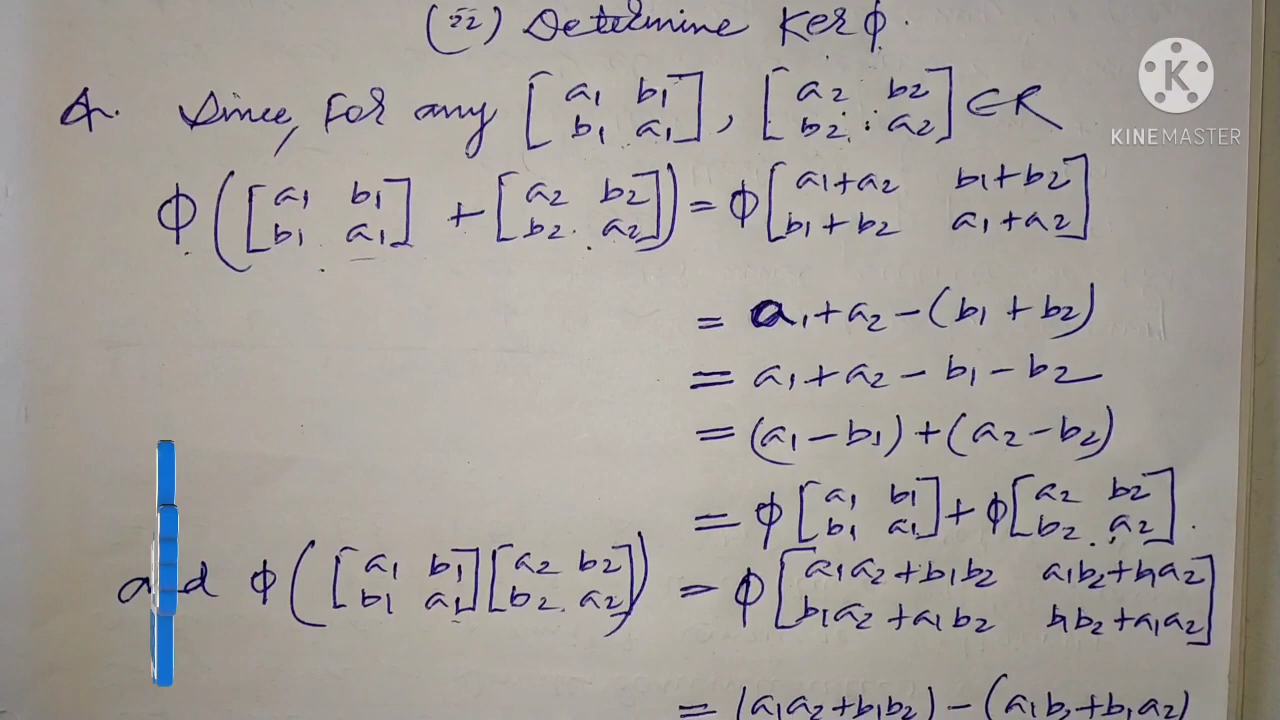 (ii) Determine Ker ϕ.
A. Since, for any [a1 b1; b1 a1], [a2 b2; b2 a2] ∈ R
ϕ([a1 b1; b1 a1] + [a2 b2; b2 a2]) = ϕ[a1+a2 b1+b2; b1+b2 a1+a2]
= a1+a2-(b1+b2)
= a1+a2-b1-b2
= (a1-b1)+(a2-b2)
= ϕ[a1 b1; b1 a1] + ϕ[a2 b2; b2 a2].
and ϕ([a1 b1; b1 a1][a2 b2; b2 a2]) = ϕ[a1a2+b1b2 a1b2+b1a2; b1a2+a1b2 b1b2+a1a2]
= (a1a2+b1b2)-(a1b2+b1a2)
K
KINEMASTER